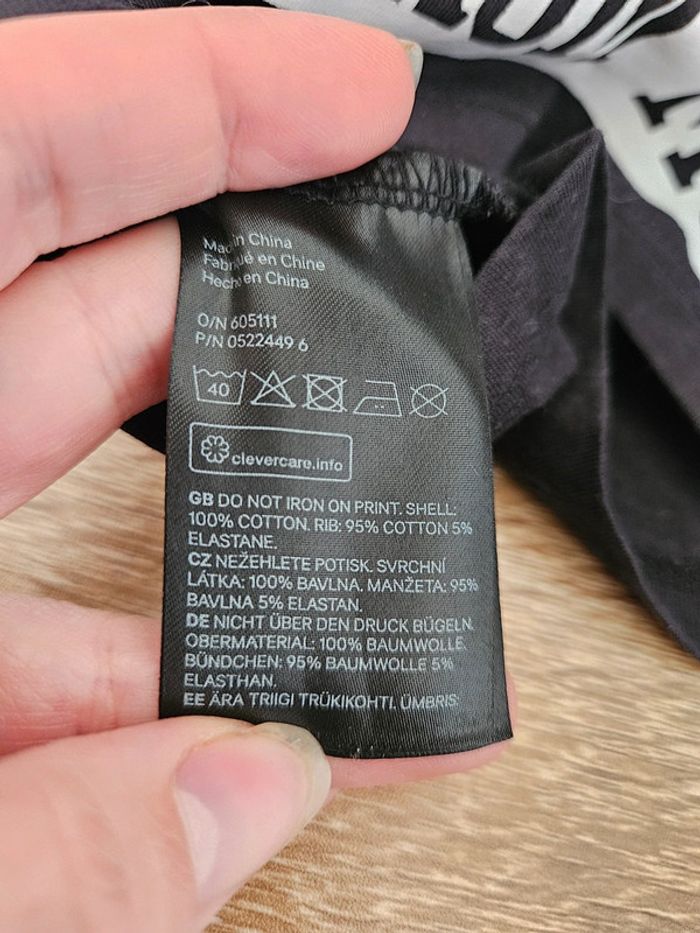 Made in China
Fabriqué en Chine
Hecho en China
O/N 605111
P/N 0522449 6
40
clevercare.info
GB DO NOT IRON ON PRINT. SHELL:
100% COTTON. RIB: 95% COTTON 5%
ELASTANE.
CZ NEŽEHLETE POTISK. SVRCHNÍ
LÁTKA: 100% BAVLNA. MANŽETA: 95%
BAVLNA 5% ELASTAN.
DE NICHT ÜBER DEN DRUCK BÜGELN.
OBERMATERIAL: 100% BAUMWOLLE.
BÜNDCHEN: 95% BAUMWOLLE 5%
ELASTHAN.
EE ÄRA TRIIGI TRÜKIKOHTI. ÜMBRIS: